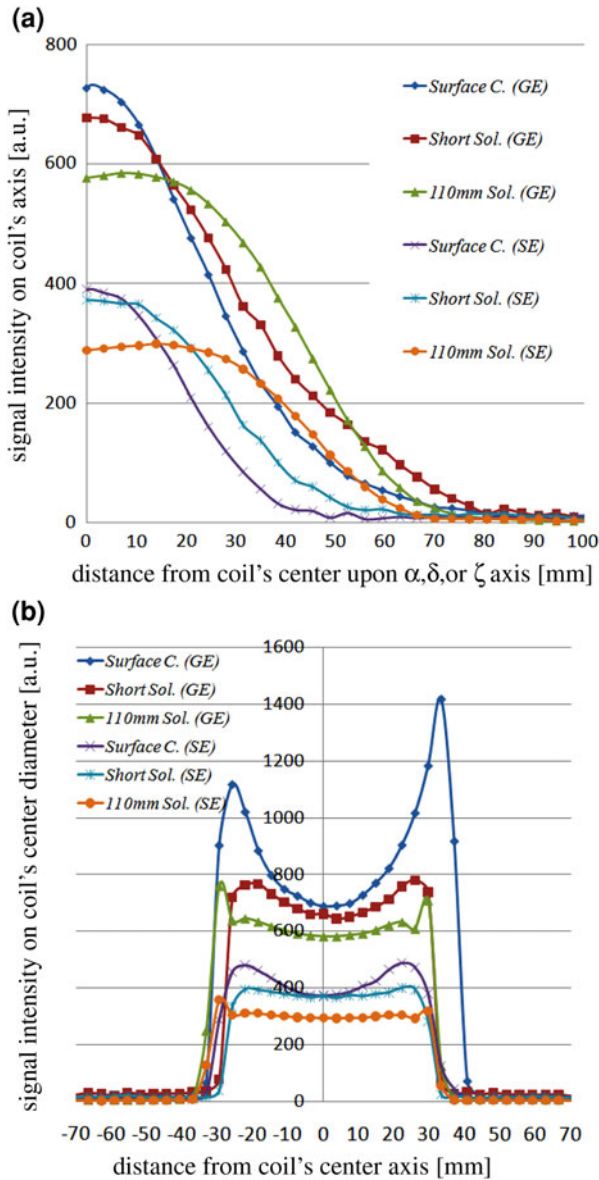 (a)
signal intensity on coil's axis [a.u.]
800
600
400
200
0
Surface C. (GE)
Short Sol. (GE)
110mm Sol. (GE)
Surface C. (SE)
Short Sol. (SE)
110mm Sol. (SE)
0 10 20 30 40 50 60 70 80 90 100
distance from coil's center upon α,δ,or ζ axis [mm]
(b)
signal intensity on coil's center diameter [a.u.]
1600
1400
1200
1000
800
600
400
200
0
Surface C. (GE)
Short Sol. (GE)
110mm Sol. (GE)
Surface C. (SE)
Short Sol. (SE)
110mm Sol. (SE)
-70 -60 -50 -40 -30 -20 -10 0 10 20 30 40 50 60 70
distance from coil's center axis [mm]